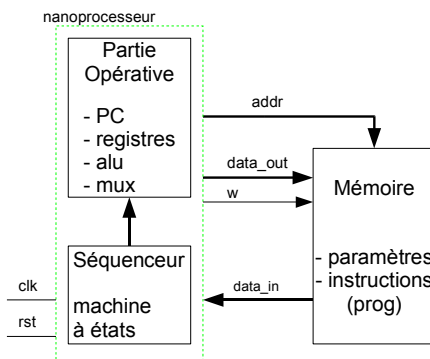 nanoprocesseur
Partie
Opérative
- PC
- registres
- alu
- mux
addr
data_out
w
Mémoire
- paramètres
- instructions
(prog)
Séquenceur
machine
à états
data_in
clk
rst